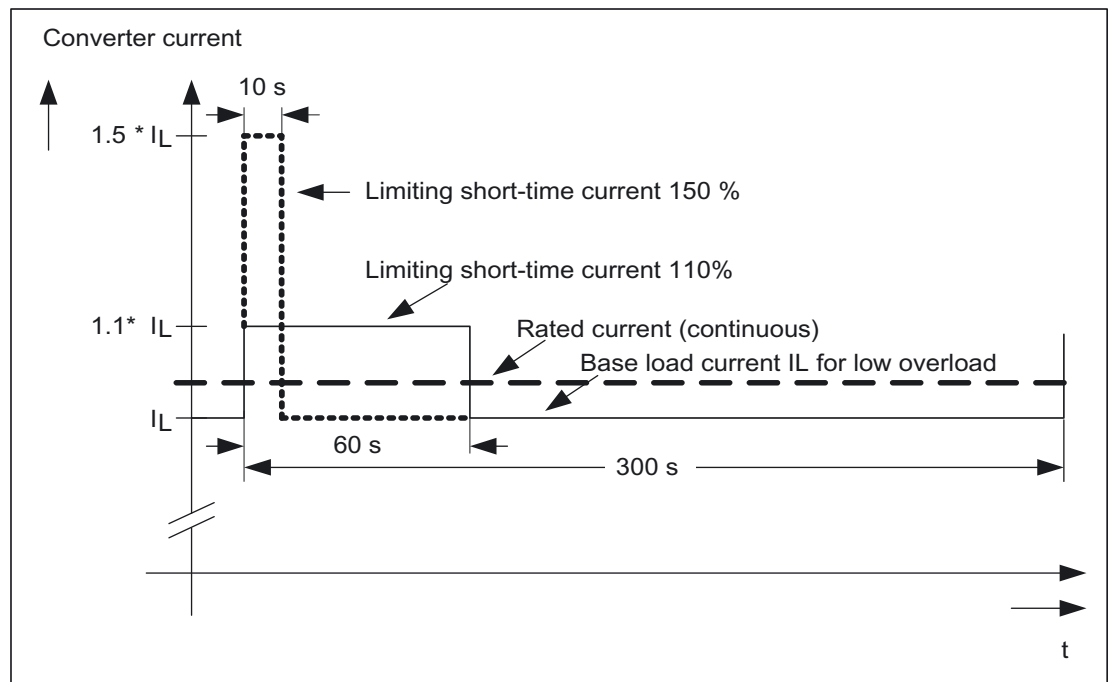 Converter current
10 s
1.5 * IL
Limiting short-time current 150 %
Limiting short-time current 110%
1.1* IL
Rated current (continuous)
Base load current IL for low overload
IL
60 s
300 s
t